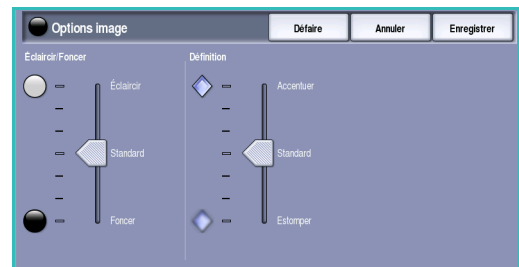 Options image
Défaire
Annuler
Enregistrer
Éclaircir/Foncer
Définition
Éclaircir
Accentuer
Standard
Standard
Foncer
Estomper